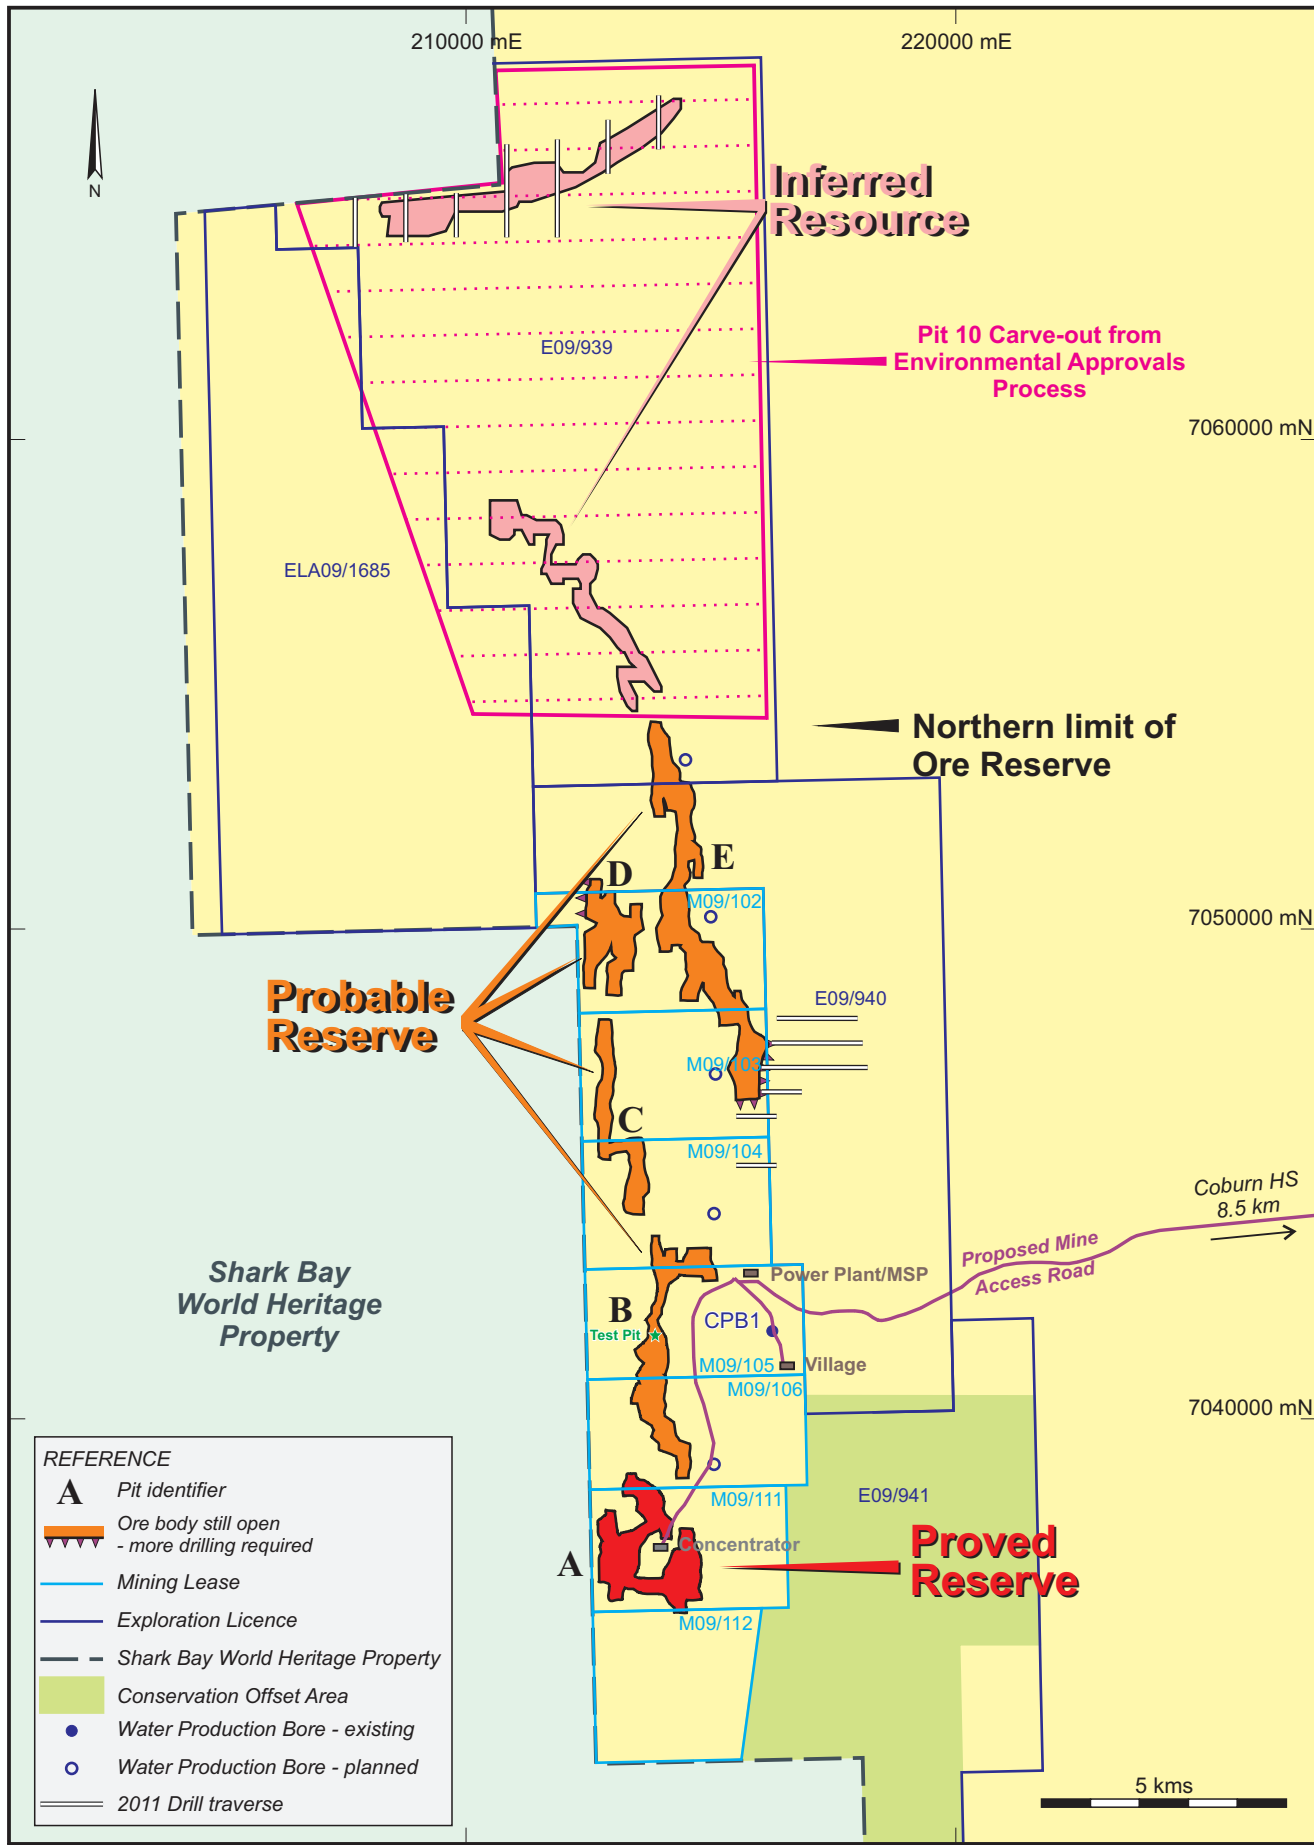 210000 mE
220000 mE
N
Inferred
Resource
Pit 10 Carve-out from
Environmental Approvals
Process
E09/939
7060000 mN
ELA09/1685
Northern limit of
Ore Reserve
E
D
M09/102
7050000 mN
Probable
Reserve
E09/940
M09/103
C
M09/104
Coburn HS
8.5 km
Proposed Mine
Access Road
Shark Bay
World Heritage
Property
Power Plant/MSP
B
Test Pit
CPB1
M09/105
Village
M09/106
7040000 mN
M09/111
E09/941
Concentrator
A
Proved
Reserve
M09/112
REFERENCE
A
Pit identifier
Ore body still open
- more drilling required
Mining Lease
Exploration Licence
Shark Bay World Heritage Property
Conservation Offset Area
Water Production Bore - existing
Water Production Bore - planned
2011 Drill traverse
5 kms